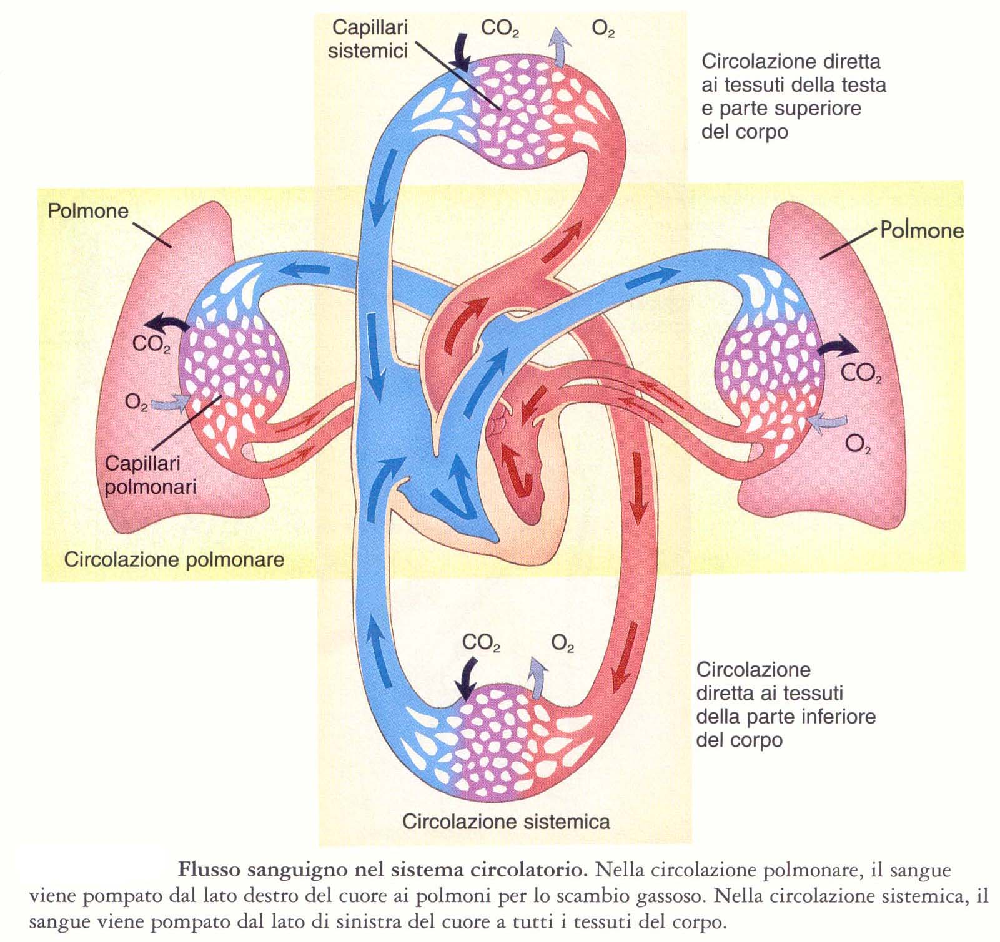 Capillari
sistemici
CO₂
O₂
Circolazione diretta
ai tessuti della testa
e parte superiore
del corpo
Polmone
Polmone
CO₂
O₂
Capillari
polmonari
CO₂
O₂
Circolazione polmonare
CO₂
O₂
Circolazione
diretta ai tessuti
della parte inferiore
del corpo
Circolazione sistemica
Flusso sanguigno nel sistema circolatorio. Nella circolazione polmonare, il sangue
viene pompato dal lato destro del cuore ai polmoni per lo scambio gassoso. Nella circolazione sistemica, il
sangue viene pompato dal lato di sinistra del cuore a tutti i tessuti del corpo.